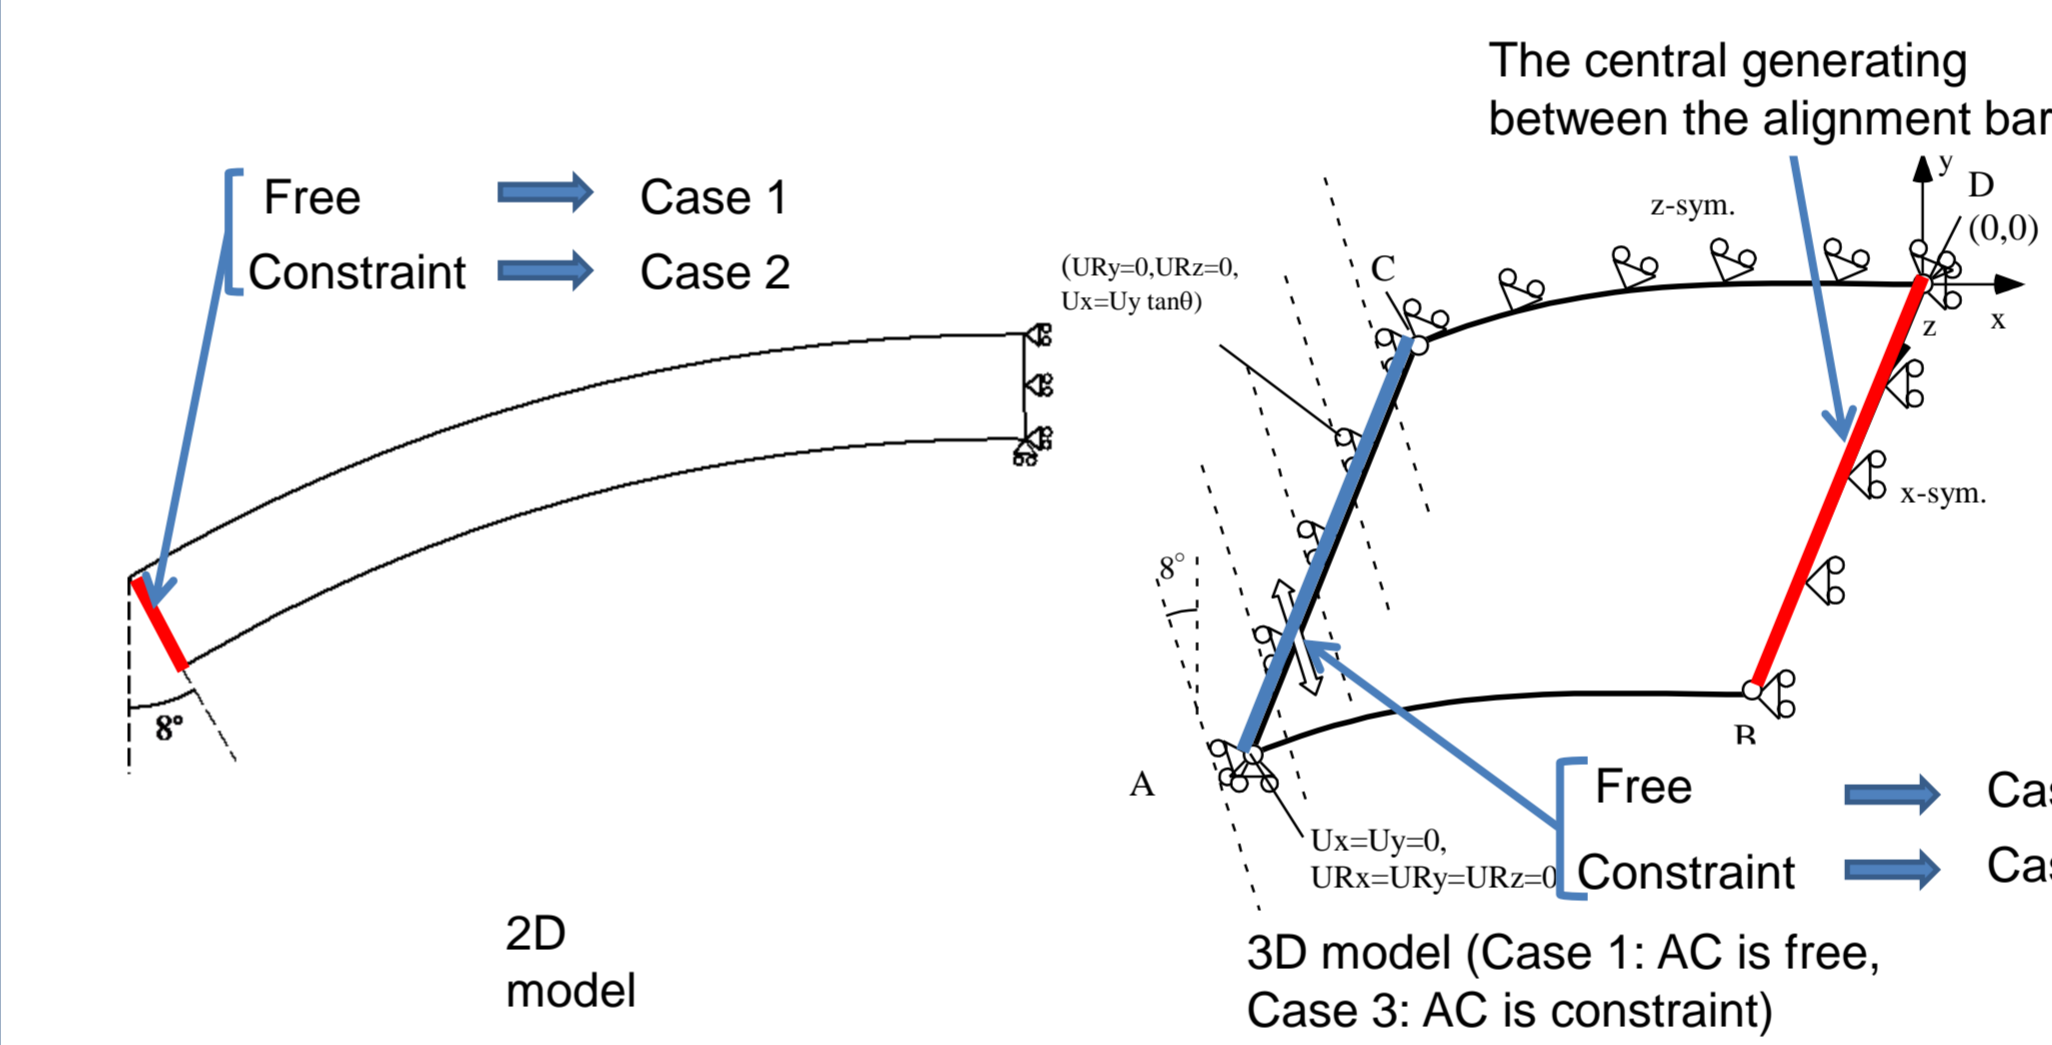 The central generating
between the alignment bar
Free
Case 1
Constraint
Case 2
z-sym.
y
D
(0,0)
z
x
(URy=0,URz=0,
Ux=Uy tanθ)
C
x-sym.
8°
8°
A
B
Ux=Uy=0,
URx=URy=URz=0
Free
Constraint
2D
model
3D model (Case 1: AC is free,
Case 3: AC is constraint)